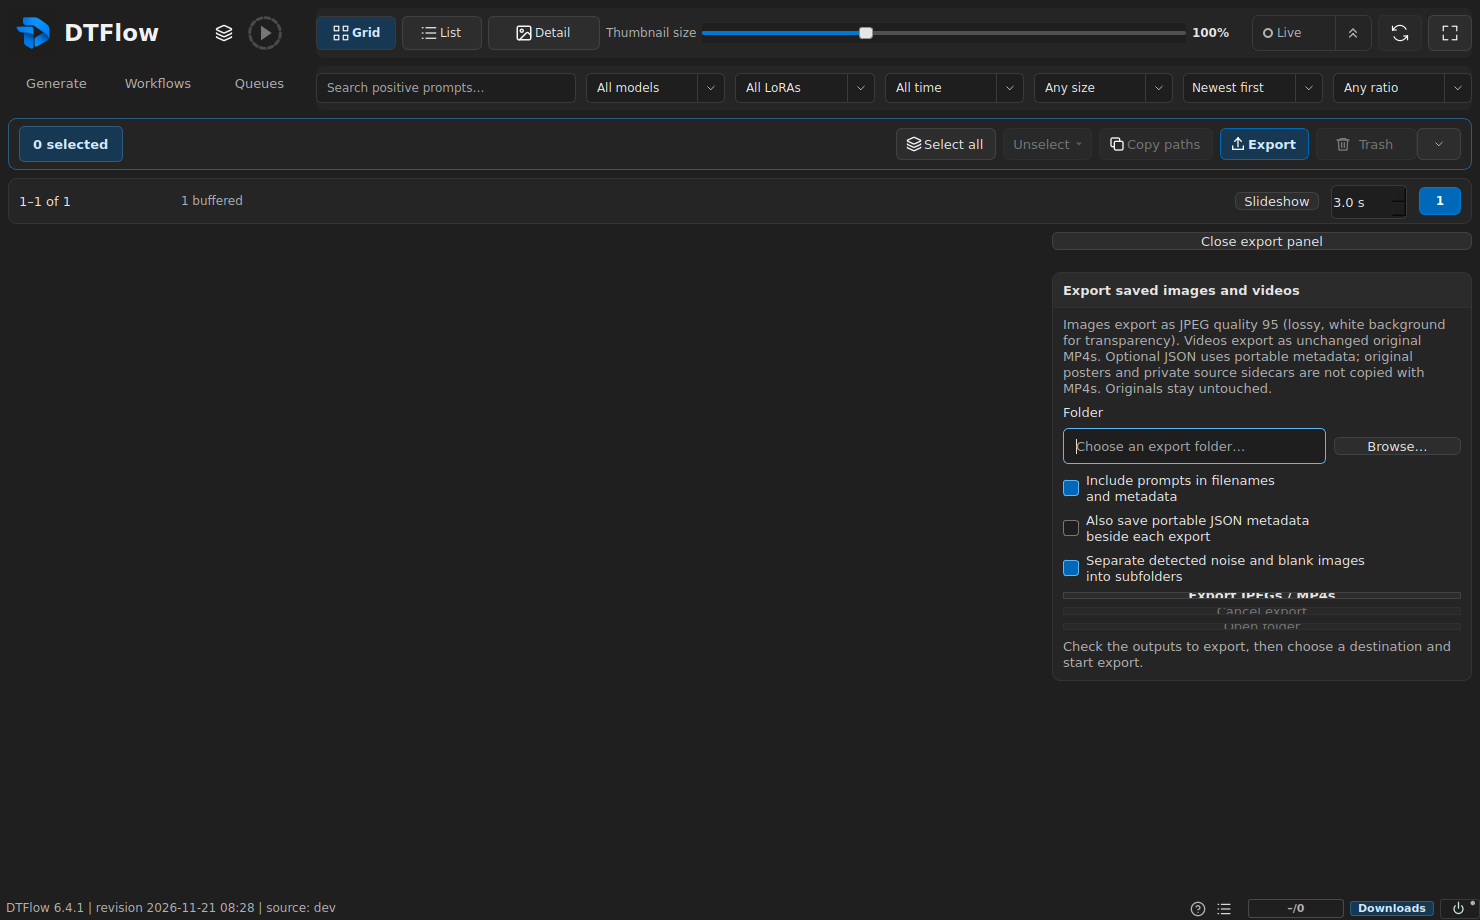 DTFlow
Grid
List
Detail
Thumbnail size
100%
Live
Generate
Workflows
Queues
Search positive prompts...
All models
All LoRAs
All time
Any size
Newest first
Any ratio
0 selected
Select all
Unselect
Copy paths
Export
Trash
1–1 of 1
1 buffered
Slideshow
3.0 s
1
Close export panel
Export saved images and videos
Images export as JPEG quality 95 (lossy, white background
for transparency). Videos export as unchanged original
MP4s. Optional JSON uses portable metadata; original
posters and private source sidecars are not copied with
MP4s. Originals stay untouched.
Folder
Choose an export folder...
Browse...
Include prompts in filenames
and metadata
Also save portable JSON metadata
beside each export
Separate detected noise and blank images
into subfolders
Export JPEGs / MP4s
Cancel export
Open folder
Check the outputs to export, then choose a destination and
start export.
DTFlow 6.4.1 | revision 2026-11-21 08:28 | source: dev
–/0
Downloads